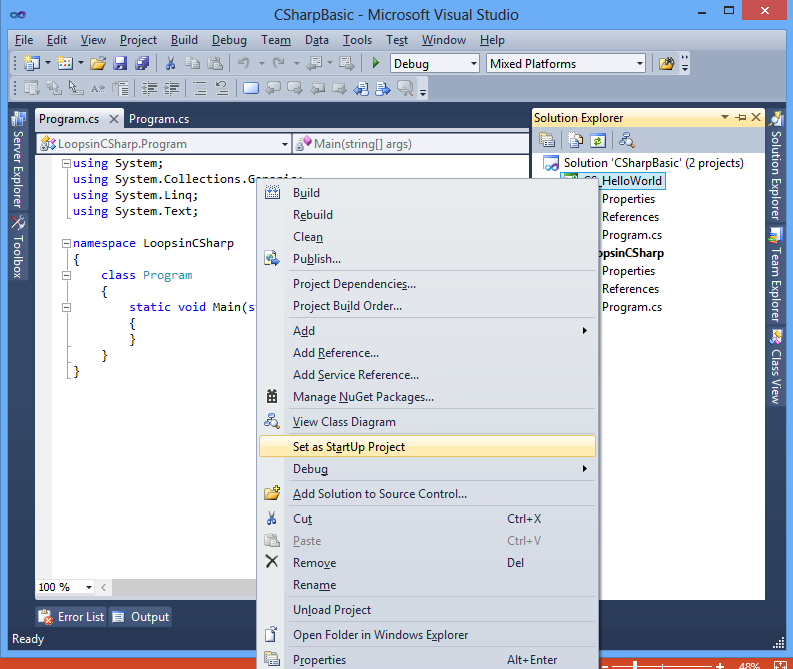 CSharpBasic - Microsoft Visual Studio
File Edit View Project Build Debug Team Data Tools Test Window Help
Debug Mixed Platforms
Server Explorer
Toolbox
Program.cs Program.cs
LoopsinCSharp.Program Main(string[] args)
using System;
using System.Collections.Generic;
using System.Linq;
using System.Text;
namespace LoopsinCSharp
{
class Program
{
static void Main(st
{
}
}
}
100 %
Error List Output
Ready
Build
Rebuild
Clean
Publish...
Project Dependencies...
Project Build Order...
Add
Add Reference...
Add Service Reference...
Manage NuGet Packages...
View Class Diagram
Set as StartUp Project
Debug
Add Solution to Source Control...
Cut Ctrl+X
Paste Ctrl+V
Remove Del
Rename
Unload Project
Open Folder in Windows Explorer
Properties Alt+Enter
Solution Explorer
Solution 'CSharpBasic' (2 projects)
CS_HelloWorld
Properties
References
Program.cs
opsinCSharp
Properties
References
Program.cs
Solution Explorer
Team Explorer
Class View
48%